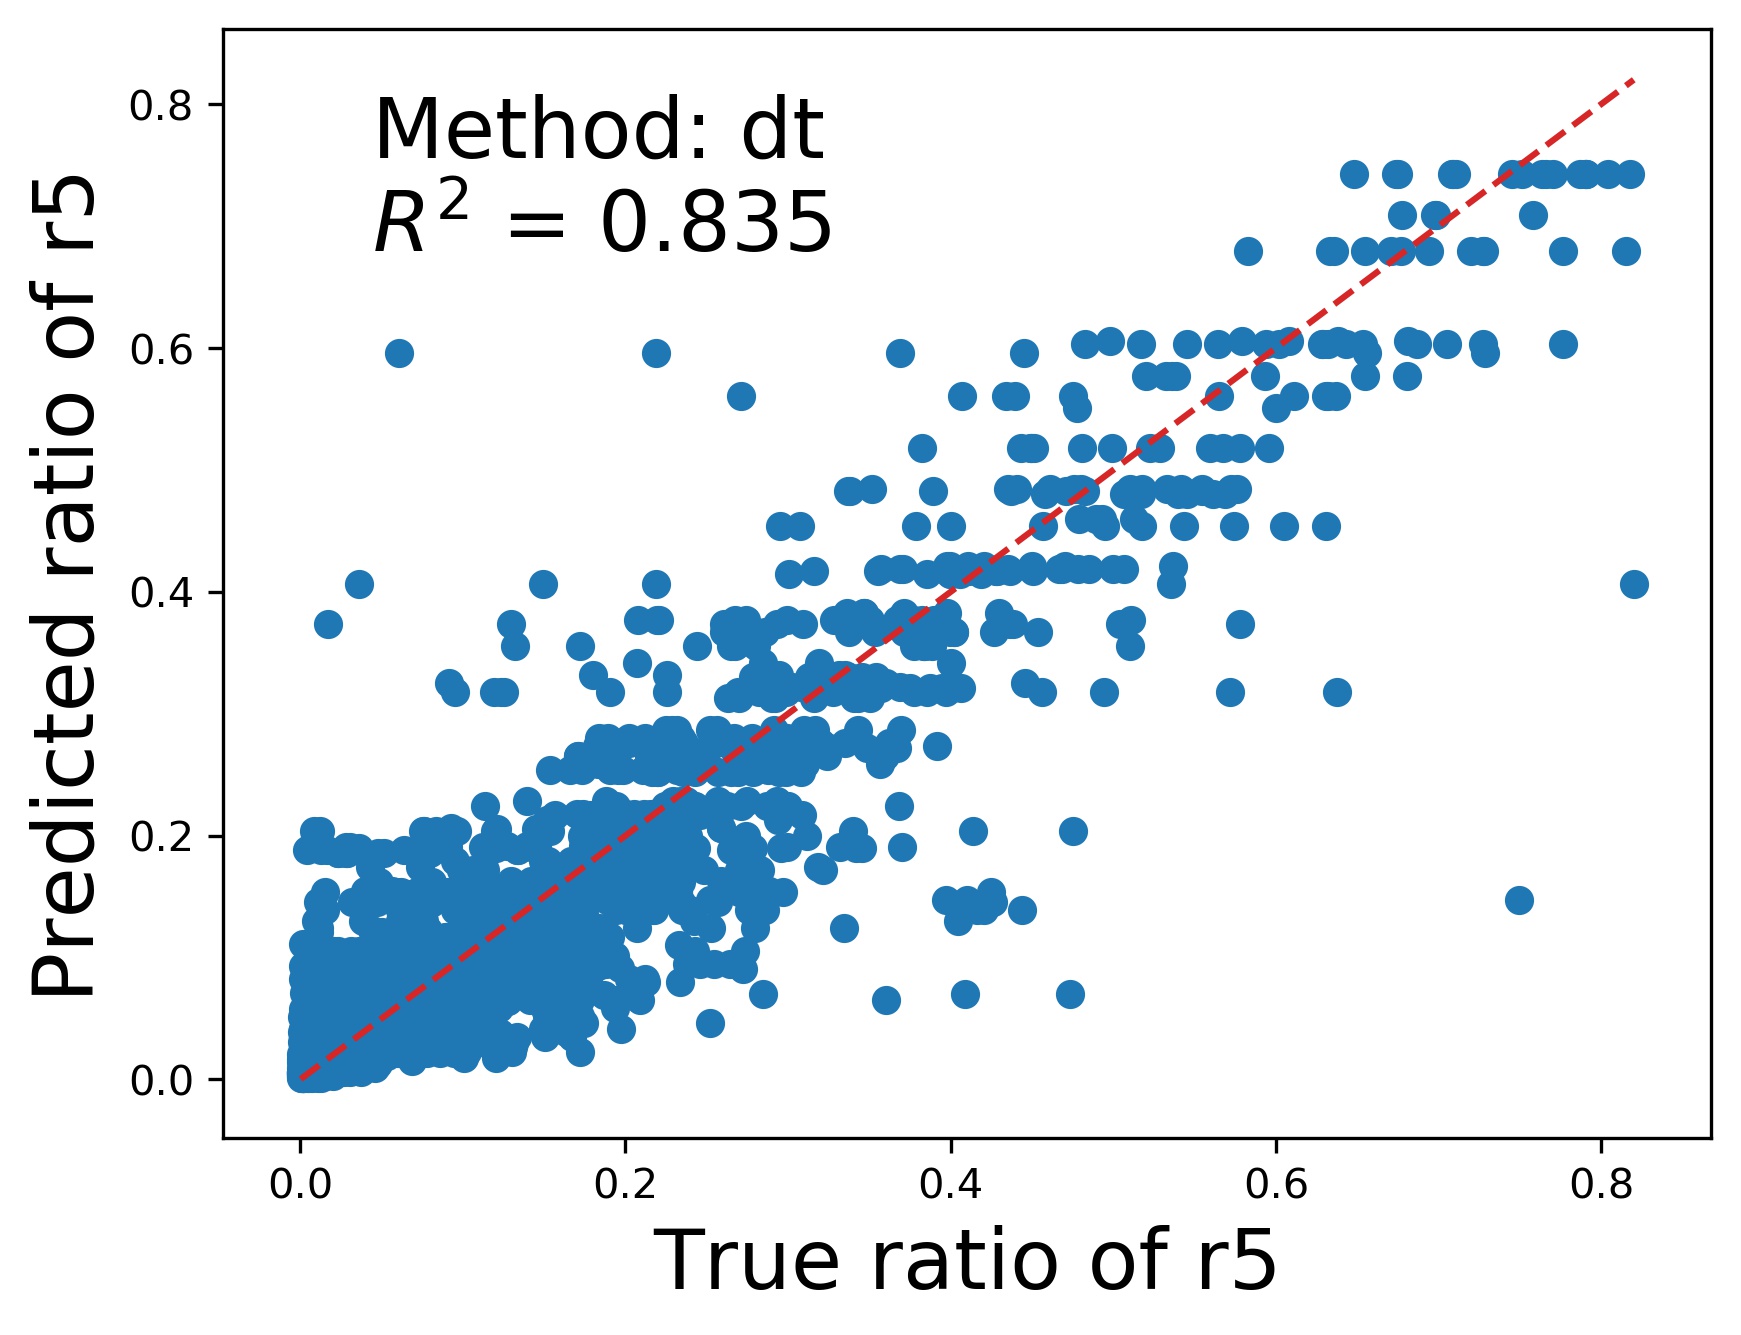 Method: dt
R² = 0.835
Predicted ratio of r5
0.8
0.6
0.4
0.2
0.0
0.0 0.2 0.4 0.6 0.8
True ratio of r5